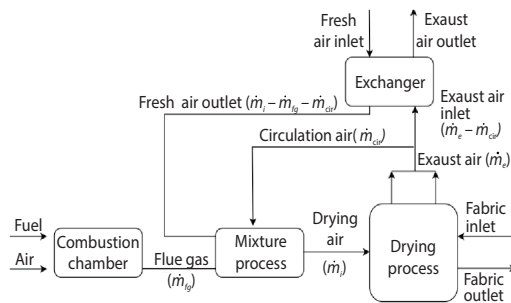 Fresh
air inlet
Exaust
air outlet
Exchanger
Fresh air outlet (ṁi – ṁfg – ṁcir)
Exaust air
inlet
(ṁe – ṁcir)
Circulation air(ṁcir)
Exaust air (ṁe)
Fuel
Air
Combustion
chamber
Flue gas
(ṁfg)
Mixture
process
Drying
air
(ṁi)
Drying
process
Fabric
inlet
Fabric
outlet